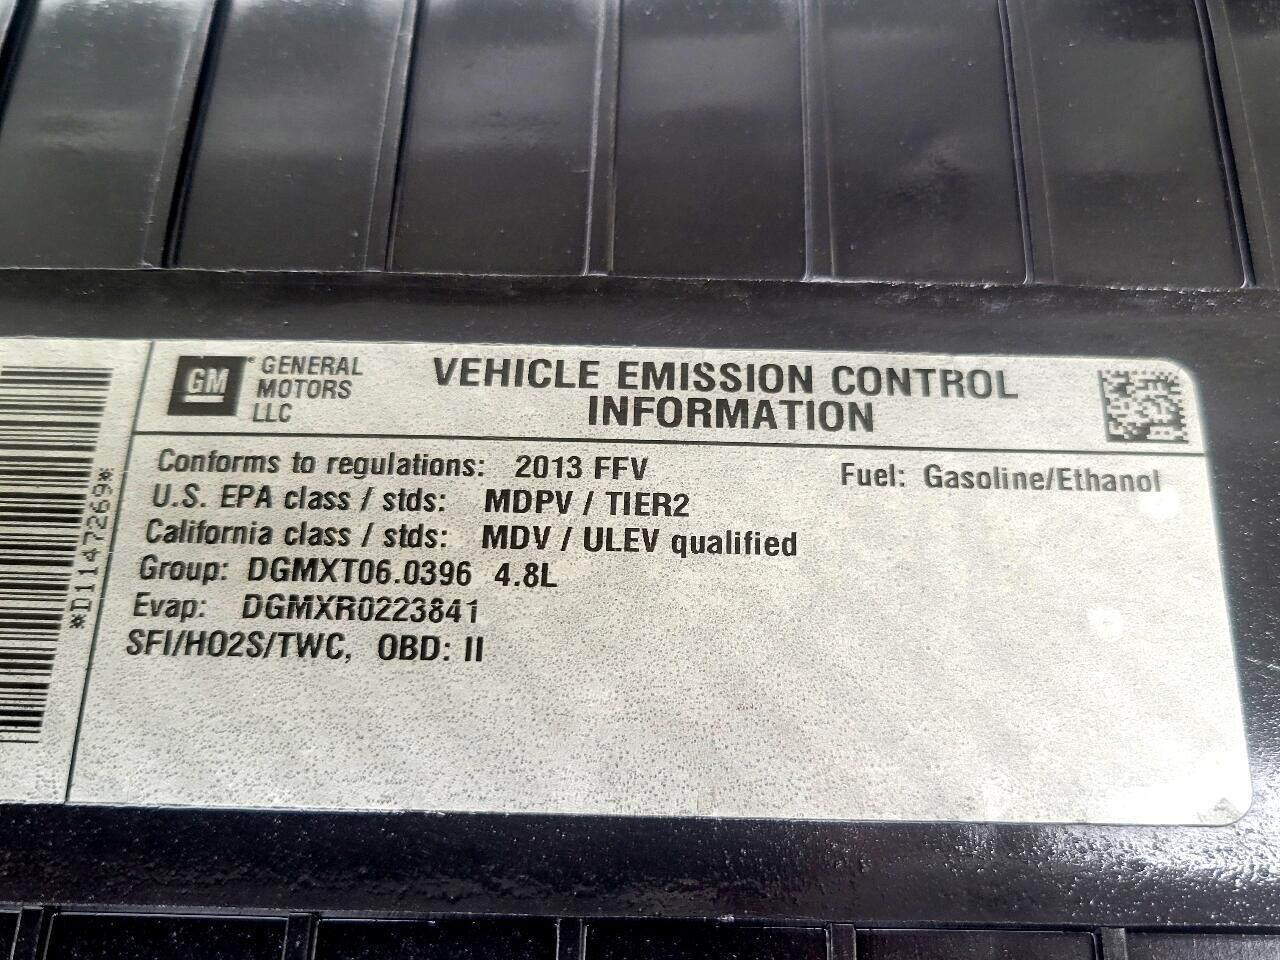 GM
GENERAL
MOTORS
LLC
VEHICLE EMISSION CONTROL
INFORMATION
Conforms to regulations: 2013 FFV
Fuel: Gasoline/Ethanol
U.S. EPA class / stds: MDPV / TIER2
California class / stds: MDV / ULEV qualified
Group: DGMXT06.0396 4.8L
Evap: DGMXR0223841
SFI/HO2S/TWC, OBD: II
*D1147269*